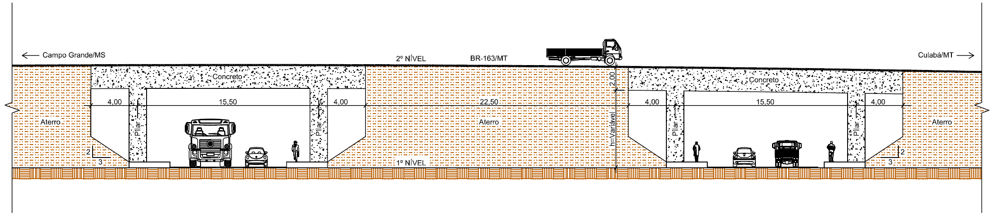 Campo Grande/MS
2º NÍVEL
BR-163/MT
Cuiabá/MT
Concreto
Concreto
2,00
4,00
15,50
4,00
22,50
4,00
15,50
4,00
Aterro
Pilar
Pilar
Aterro
h=Variável
Pilar
Pilar
Aterro
2
3
1º NÍVEL
2
3